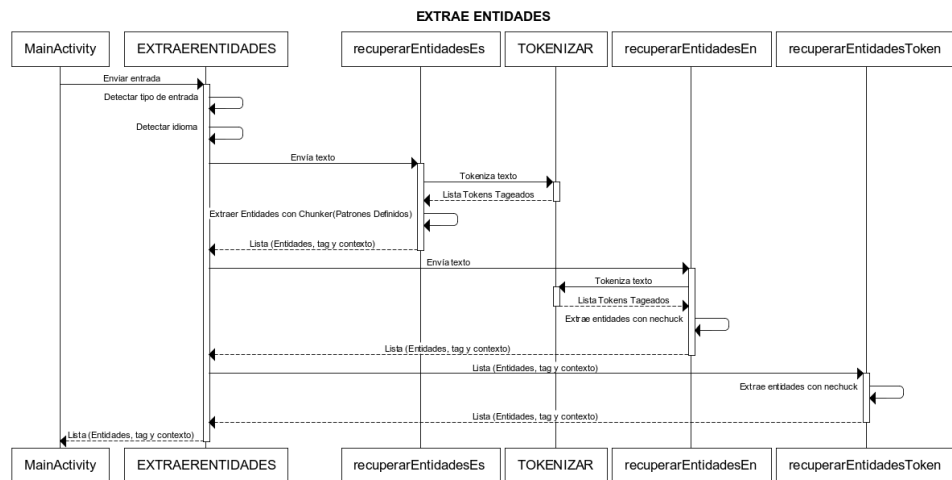 EXTRAE ENTIDADES
MainActivity
EXTRAERENTIDADES
recuperarEntidadesEs
TOKENIZAR
recuperarEntidadesEn
recuperarEntidadesToken
Enviar entrada
Detectar tipo de entrada
Detectar idioma
Envía texto
Tokeniza texto
Lista Tokens Tageados
Extraer Entidades con Chunker(Patrones Definidos)
Lista (Entidades, tag y contexto)
Envía texto
Tokeniza texto
Lista Tokens Tageados
Extrae entidades con nechuck
Lista (Entidades, tag y contexto)
Lista (Entidades, tag y contexto)
Extrae entidades con nechuck
Lista (Entidades, tag y contexto)
Lista (Entidades, tag y contexto)
MainActivity
EXTRAERENTIDADES
recuperarEntidadesEs
TOKENIZAR
recuperarEntidadesEn
recuperarEntidadesToken